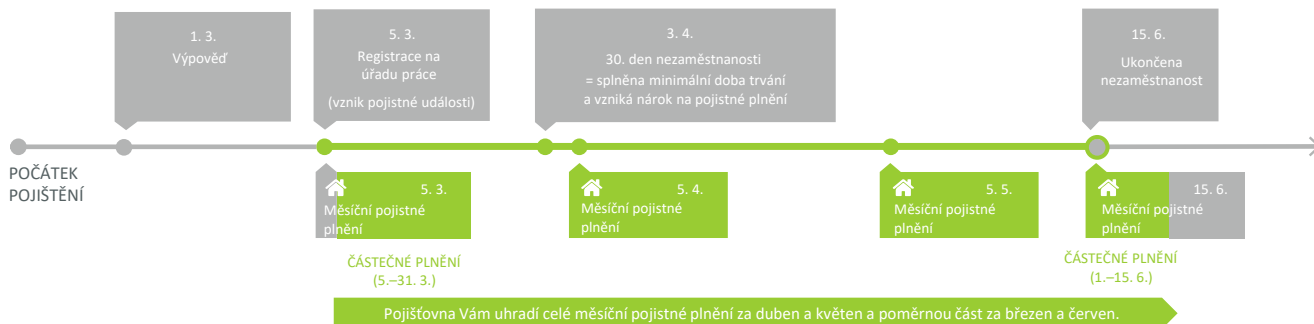 1. 3.
Výpověď
5. 3.
Registrace na
úřadu práce
(vznik pojistné události)
3. 4.
30. den nezaměstnanosti
= splněna minimální doba trvání
a vzniká nárok na pojistné plnění
15. 6.
Ukončena
nezaměstnanost
POČÁTEK
POJIŠTĚNÍ
5. 3.
Měsíční pojistné
plnění
5. 4.
Měsíční pojistné
plnění
5. 5.
Měsíční pojistné
plnění
15. 6.
Měsíční pojistné
plnění
ČÁSTEČNÉ PLNĚNÍ
(5.–31. 3.)
ČÁSTEČNÉ PLNĚNÍ
(1.–15. 6.)
Pojišťovna Vám uhradí celé měsíční pojistné plnění za duben a květen a poměrnou část za březen a červen.